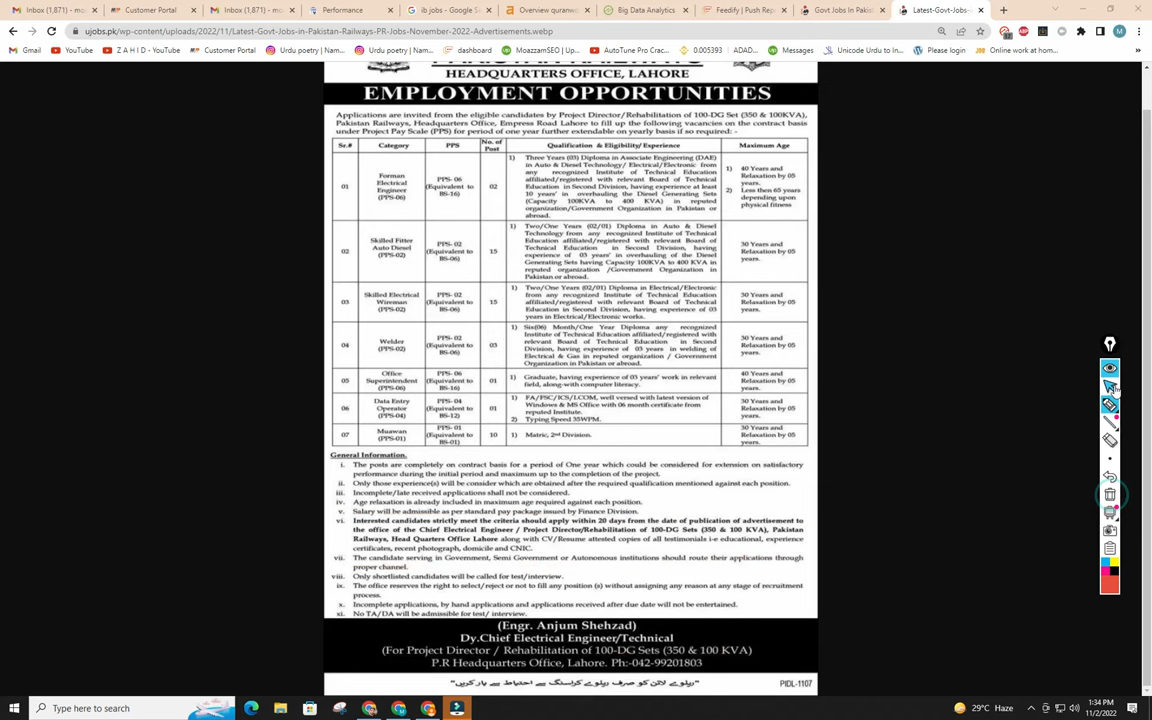 Inbox (1,871) - mo
Customer Portal
Inbox (1,871) - mo
Performance
ib jobs - Google Se
Overview quranwo
Big Data Analytics
Feedify | Push Rep
Govt Jobs In Pakist
Latest-Govt-Jobs-
ujobs.pk/wp-content/uploads/2022/11/Latest-Govt-Jobs-in-Pakistan-Railways-PR-Jobs-November-2022-Advertisements.webp
Gmail
YouTube
Z A H I D - YouTube
Customer Portal
Urdu poetry | Nam...
Urdu poetry | Nam...
dashboard
MoazzamSEO | Up...
AutoTune Pro Crac...
0.005393 | ADAD...
Messages
Unicode Urdu to In...
Please login
Online work at hom...
HEADQUARTERS OFFICE, LAHORE
EMPLOYMENT OPPORTUNITIES
Applications are invited from the eligible candidates by Project Director/Rehabilitation of 100-DG Set (350 & 100KVA),
Pakistan Railways, Headquarters Office, Empress Road Lahore to fill up the following vacancies on the contract basis
under Project Pay Scale (PPS) for period of one year further extendable on yearly basis if so required: -
Sr.# Category PPS No. of Post Qualification & Eligibility/Experience Maximum Age
01
Forman
Electrical
Engineer
(PPS-06)
PPS- 06
(Equivalent to
BS-16)
02
1) Three Years (03) Diploma in Associate Engineering (DAE)
in Auto & Diesel Technology/ Electrical/Electronic from
any recognized Institute of Technical Education
affiliated/registered with relevant Board of Technical
Education in Second Division, having experience at least
10 years' in overhauling the Diesel Generating Sets
(Capacity 100KVA to 400 KVA) in reputed
organization/Government Organization in Pakistan or
abroad.
1) 40 Years and
Relaxation by 05
years.
2) Less then 65 years
depending upon
physical fitness
02
Skilled Fitter
Auto Diesel
(PPS-02)
PPS- 02
(Equivalent to
BS-06)
15
1) Two/One Years (02/01) Diploma in Auto & Diesel
Technology from any recognized Institute of Technical
Education affiliated/registered with relevant Board of
Technical Education in Second Division, having
experience of 03 years' in overhauling of the Diesel
Generating Sets having Capacity 100KVA to 400 KVA in
reputed organization /Government Organization in
Pakistan or abroad.
30 Years and
Relaxation by 05
years.
03
Skilled Electrical
Wireman
(PPS-02)
PPS- 02
(Equivalent to
BS-06)
15
1) Two/One Years (02/01) Diploma in Electrical/Electronic
from any recognized Institute of Technical Education
affiliated/registered with relevant Board of Technical
Education in Second Division, having experience of 03
years in Electrical/Electronic works.
30 Years and
Relaxation by 05
years.
04
Welder
(PPS-02)
PPS- 02
(Equivalent to
BS-06)
03
1) Six(06) Month/One Year Diploma any recognized
Institute of Technical Education affiliated/registered with
relevant Board of Technical Education in Second
Division, having experience of 03 years in welding of
Electrical & Gas in reputed organization / Government
Organization in Pakistan or abroad.
30 Years and
Relaxation by 05
years.
05
Office
Superintendent
(PPS-06)
PPS- 06
(Equivalent to
BS-16)
01
1) Graduate, having experience of 03 years' work in relevant
field, along-with computer literacy.
40 Years and
Relaxation by 05
years.
06
Data Entry
Operator
(PPS-04)
PPS- 04
(Equivalent to
BS-12)
01
1) FA/FSC/ICS/I.COM, well versed with latest version of
Windows & MS Office with 06 month certificate from
reputed Institute.
2) Typing Speed 35WPM.
30 Years and
Relaxation by 05
years.
07
Muawan
(PPS-01)
PPS- 01
(Equivalent to
BS-01)
10
1) Matric, 2nd Division.
30 Years and
Relaxation by 05
years.
General Information.
i. The posts are completely on contract basis for a period of One year which could be considered for extension on satisfactory
performance during the initial period and maximum up to the completion of the project.
ii. Only those experience(s) will be consider which are obtained after the required qualification mentioned against each position.
iii. Incomplete/late received applications shall not be considered.
iv. Age relaxation is already included in maximum age required against each position.
v. Salary will be admissible as per standard pay package issued by Finance Division.
vi. Interested candidates strictly meet the criteria should apply within 20 days from the date of publication of advertisement to
the office of the Chief Electrical Engineer / Project Director/Rehabilitation of 100-DG Sets (350 & 100 KVA), Pakistan
Railways, Head Quarters Office Lahore along with CV/Resume attested copies of all testimonials i-e educational, experience
certificates, recent photograph, domicile and CNIC.
vii. The candidate serving in Government, Semi Government or Autonomous institutions should route their applications through
proper channel.
viii. Only shortlisted candidates will be called for test/interview.
ix. The office reserves the right to select/reject or not to fill any position (s) without assigning any reason at any stage of recruitment
process.
x. Incomplete applications, by hand applications and applications received after due date will not be entertained.
xi. No TA/DA will be admissible for test/ interview.
(Engr. Anjum Shehzad)
Dy.Chief Electrical Engineer/Technical
(For Project Director / Rehabilitation of 100-DG Sets (350 & 100 KVA)
P.R Headquarters Office, Lahore. Ph:-042-99201803
"ریلوے لائن کو صرف ریلوے کراسنگ سے احتیاط سے پار کریں"
PIDL-1107
Type here to search
29°C Haze
1:34 PM
11/2/2022